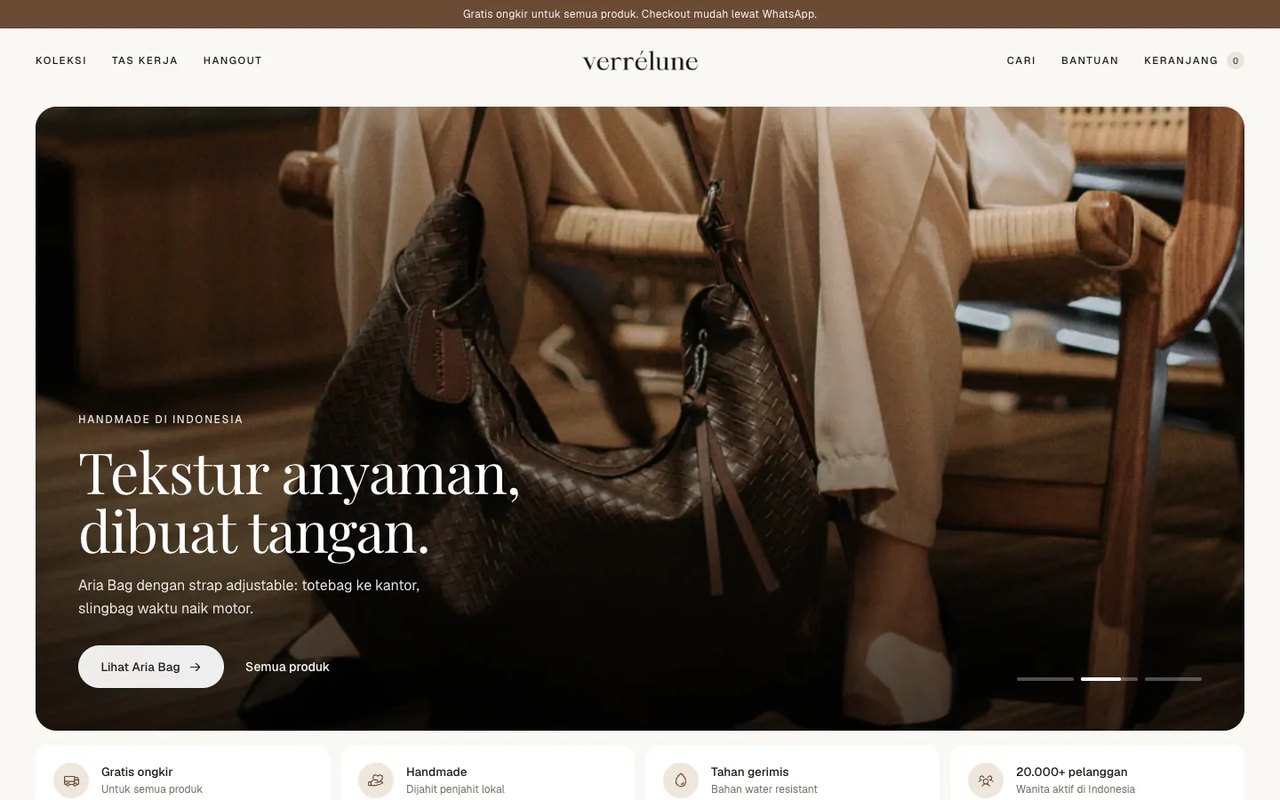 Gratis ongkir untuk semua produk. Checkout mudah lewat WhatsApp.
KOLEKSI TAS KERJA HANGOUT verrélune CARI BANTUAN KERANJANG 0
HANDMADE DI INDONESIA
Tekstur anyaman,
dibuat tangan.
Aria Bag dengan strap adjustable: totebag ke kantor,
slingbag waktu naik motor.
Lihat Aria Bag → Semua produk
Gratis ongkir
Untuk semua produk
Handmade
Dijahit penjahit lokal
Tahan gerimis
Bahan water resistant
20.000+ pelanggan
Wanita aktif di Indonesia